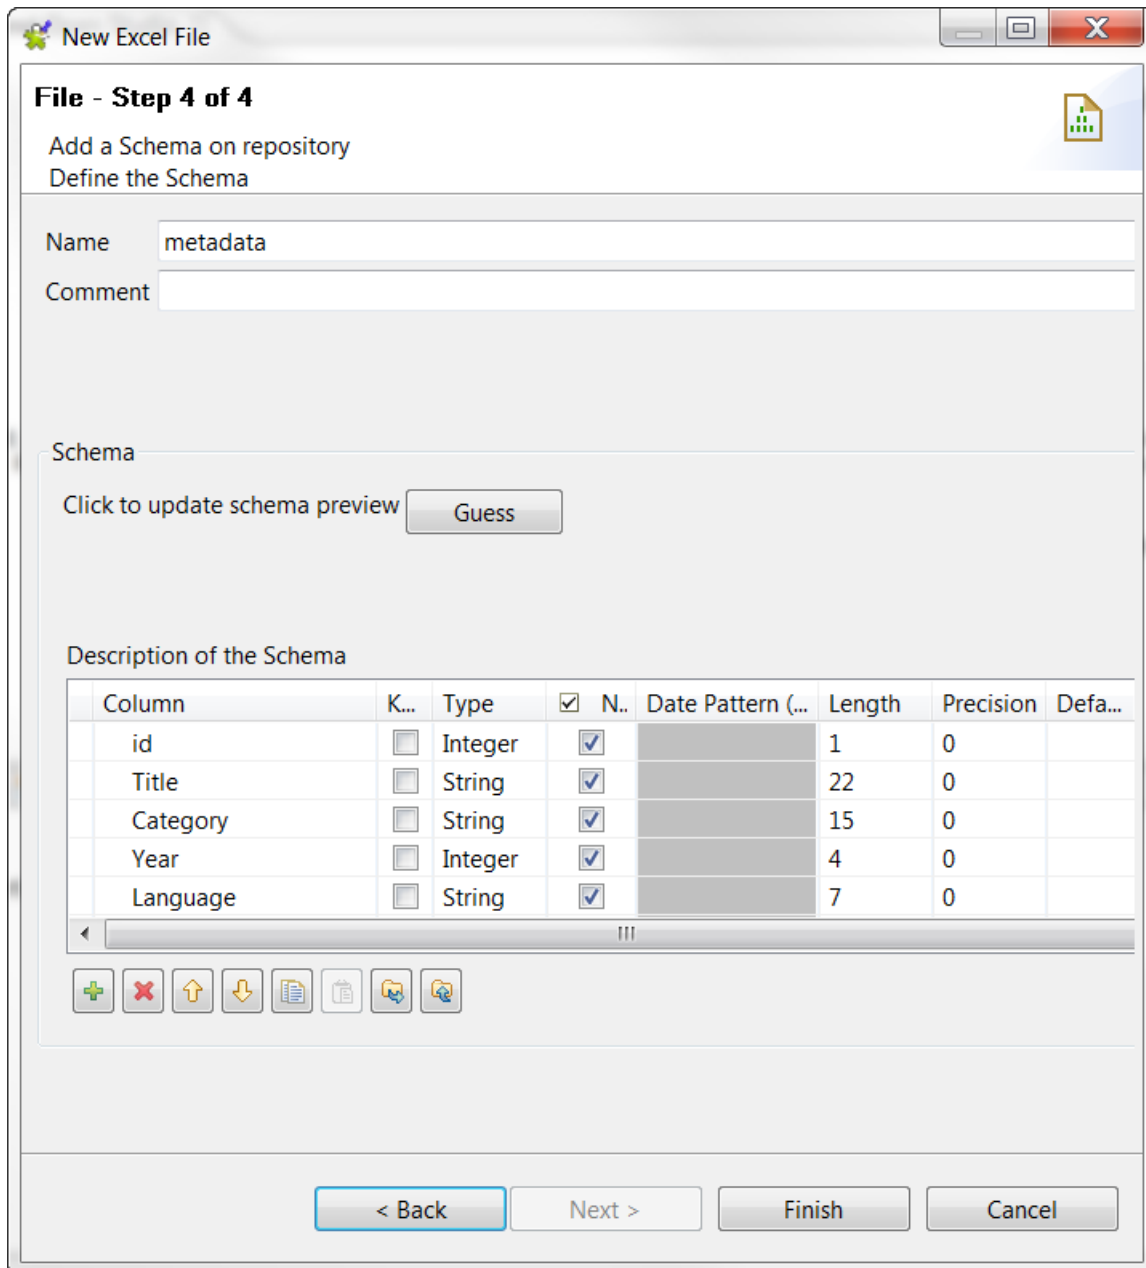 New Excel File
File - Step 4 of 4
Add a Schema on repository
Define the Schema
Name metadata
Comment
Schema
Click to update schema preview Guess
Description of the Schema
Column K... Type N.. Date Pattern (... Length Precision Defa...
id Integer 1 0
Title String 22 0
Category String 15 0
Year Integer 4 0
Language String 7 0
< Back Next > Finish Cancel